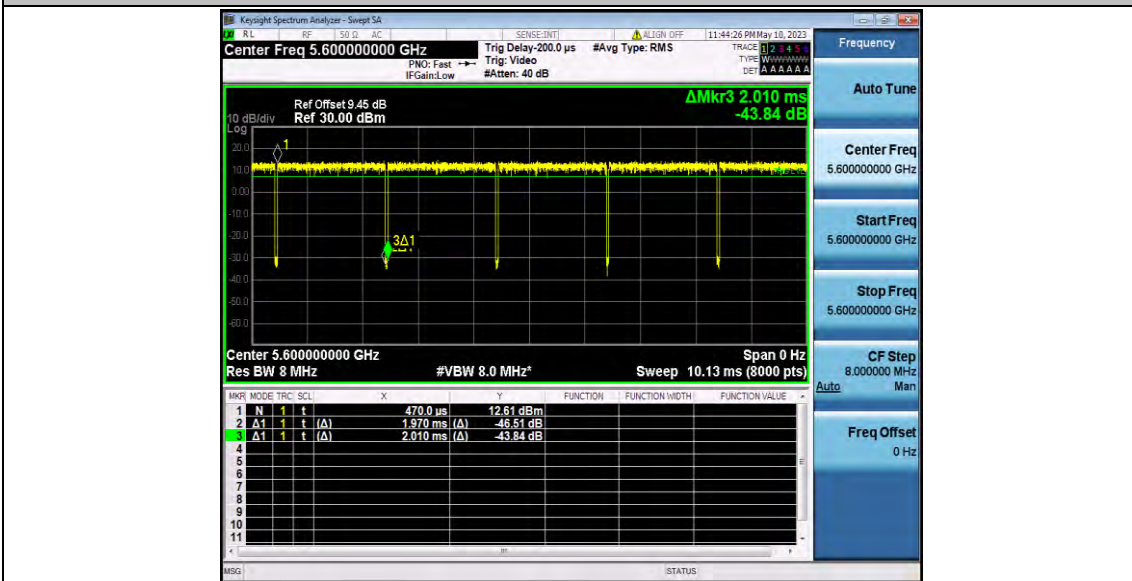 Keysight Spectrum Analyzer - Swept SA
RL RF 50 Ω AC SENSE:INT ALIGN OFF 11:44:26 PM May 10, 2023
Center Freq 5.600000000 GHz
Trig Delay-200.0 µs #Avg Type: RMS
TRACE 1 2 3 4 5 6
PNO: Fast
Trig: Video
TYPE
IFGain:Low
#Atten: 40 dB
DET A A A A A A
Frequency
Auto Tune
ΔMkr3 2.010 ms
-43.84 dB
Ref Offset 9.45 dB
10 dB/div Ref 30.00 dBm
Log
20.0
10.0
0.00
-10.0
-20.0
-30.0
-40.0
-50.0
-60.0
1
3Δ1
Center Freq
5.600000000 GHz
Start Freq
5.600000000 GHz
Stop Freq
5.600000000 GHz
Center 5.600000000 GHz Span 0 Hz
Res BW 8 MHz #VBW 8.0 MHz* Sweep 10.13 ms (8000 pts)
CF Step
8.000000 MHz
Auto Man
Freq Offset
0 Hz
MKR MODE TRC SCL X Y FUNCTION FUNCTION WIDTH FUNCTION VALUE
1 N 1 t 470.0 µs 12.61 dBm
2 Δ1 1 t (Δ) 1.970 ms (Δ) -46.51 dB
3 Δ1 1 t (Δ) 2.010 ms (Δ) -43.84 dB
4
5
6
7
8
9
10
11
MSG STATUS